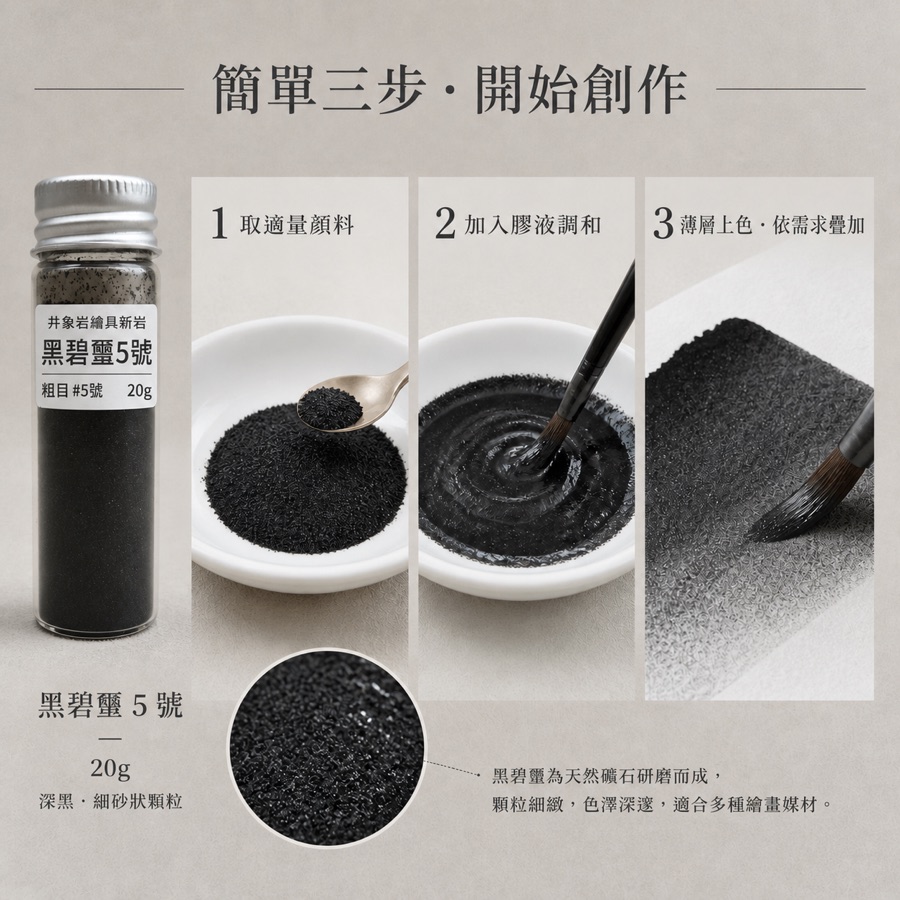 簡單三步·開始創作
井象岩繪具新岩
黑碧璽5號
粗目 #5號 20g
1 取適量顏料
2 加入膠液調和
3 薄層上色·依需求疊加
黑碧璽 5 號
20g
深黑·細砂狀顆粒
黑碧璽為天然礦石研磨而成，
顆粒細緻，色澤深邃，適合多種繪畫媒材。